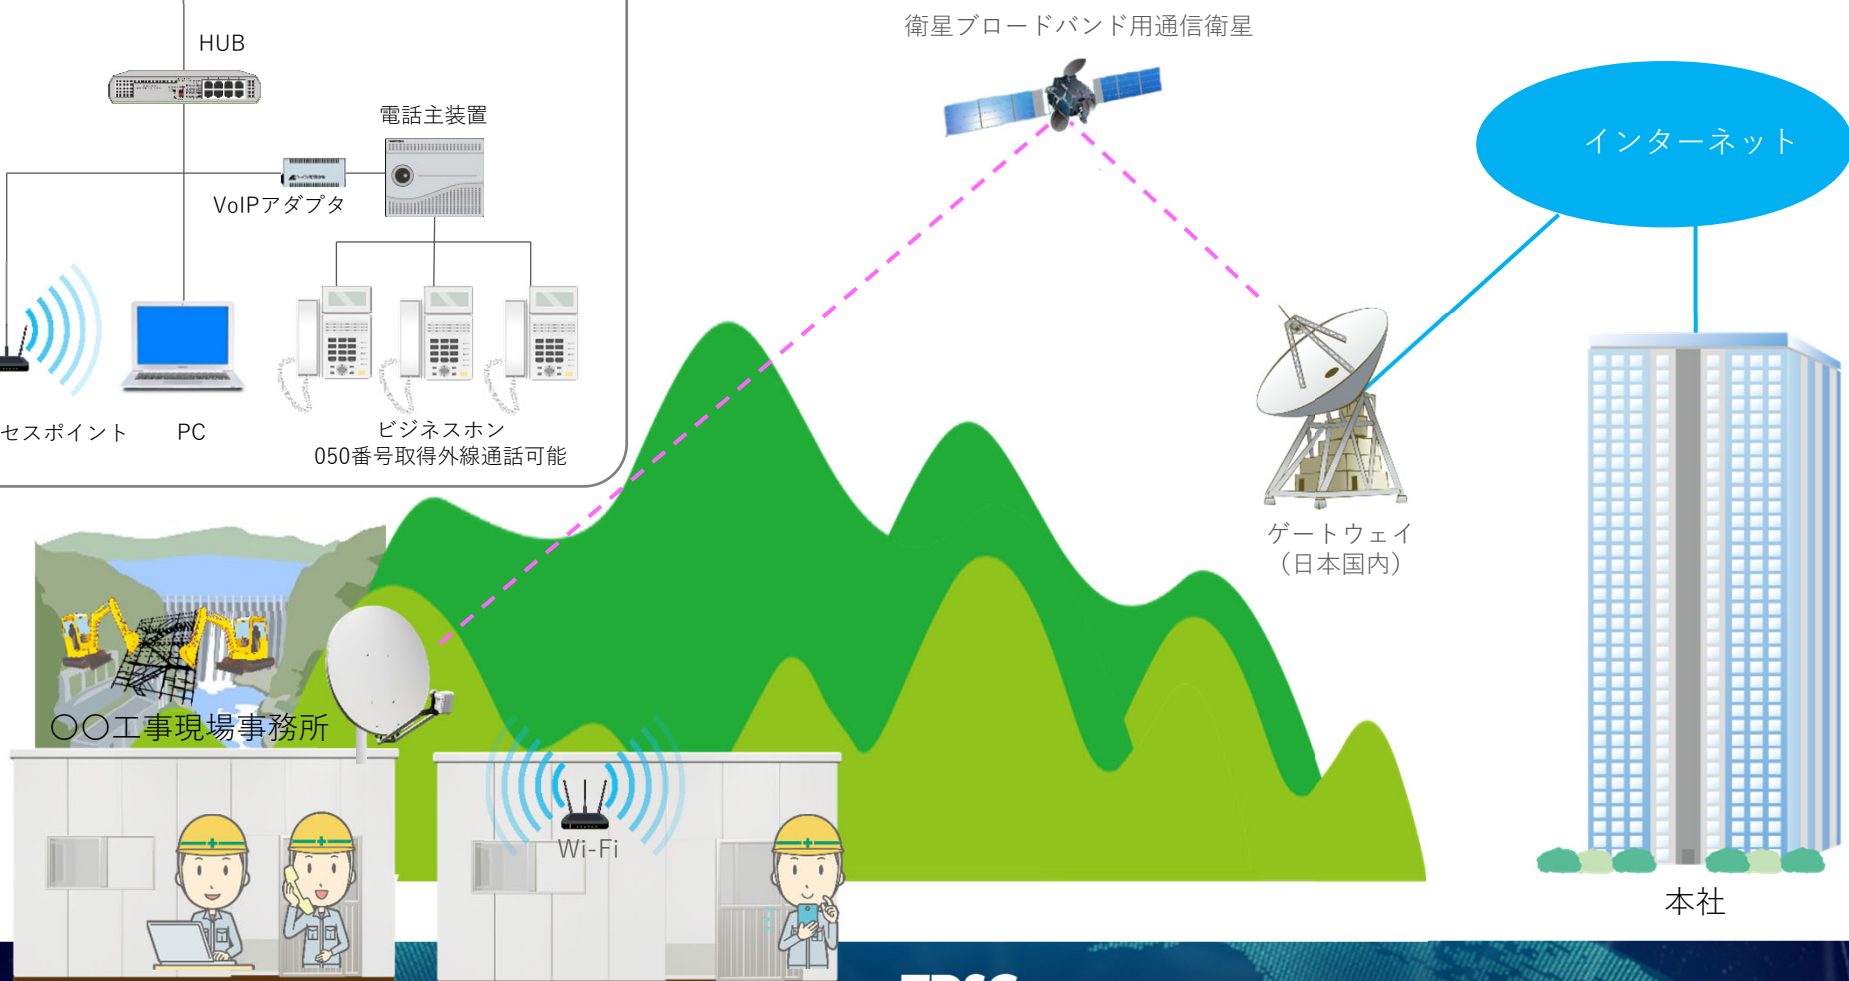 衛星ブロードバンド用通信衛星
HUB
電話主装置
インターネット
VoIPアダプタ
セスポイント
PC
ビジネスホン
050番号取得外線通話可能
ゲートウェイ
（日本国内）
〇〇工事現場事務所
Wi-Fi
本社